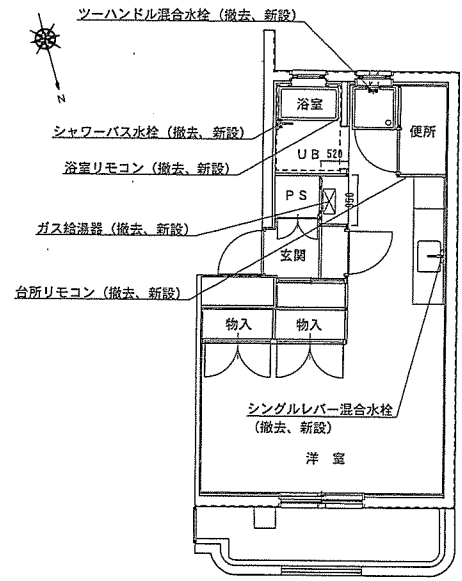 ツーハンドル混合水栓（撤去、新設）
N
浴室
便所
シャワーバス水栓（撤去、新設）
UB
520
浴室リモコン（撤去、新設）
PS
ガス給湯器（撤去、新設）
玄関
台所リモコン（撤去、新設）
物入
物入
シングルレバー混合水栓
（撤去、新設）
洋 室